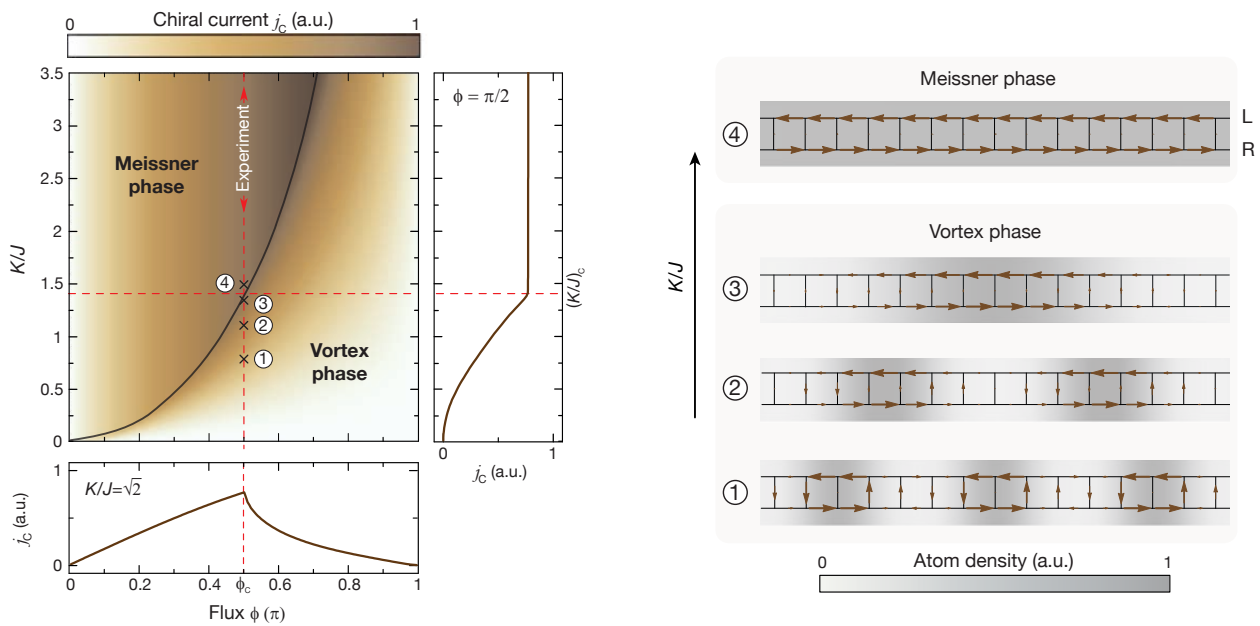 0
Chiral current j_C (a.u.)
1
3.5
3
2.5
2
1.5
1
0.5
0
K/J
Meissner
phase
Experiment
Vortex
phase
④
③
②
①
ϕ = π/2
(K/J)_C
0
1
j_C (a.u.)
K/J=√2
1
0
j_C (a.u.)
0
0.2
0.4
ϕ_c
0.6
0.8
1
Flux ϕ (π)
Meissner phase
④
L
R
K/J
Vortex phase
③
②
①
0
Atom density (a.u.)
1